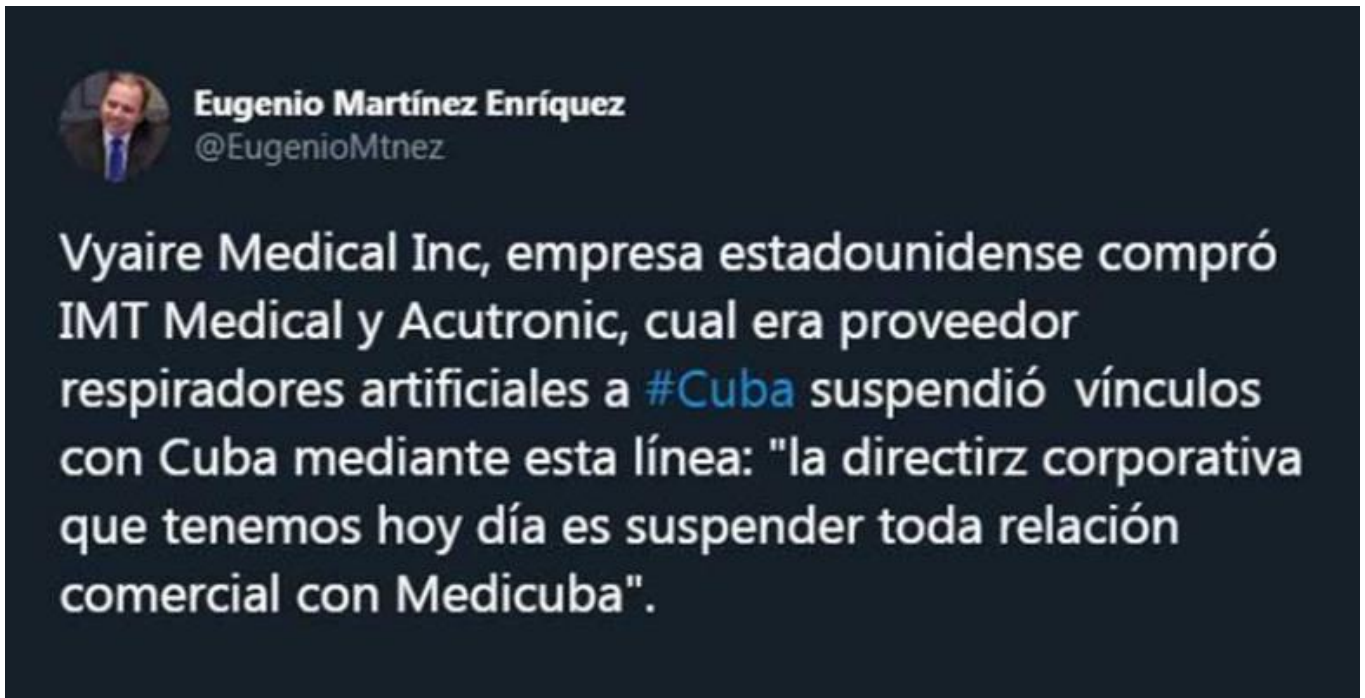 Eugenio Martínez Enríquez
@EugenioMtnez
Vyaire Medical Inc, empresa estadounidense compró
IMT Medical y Acutronic, cual era proveedor
respiradores artificiales a #Cuba suspendió  vínculos
con Cuba mediante esta línea: "la directirz corporativa
que tenemos hoy día es suspender toda relación
comercial con Medicuba".